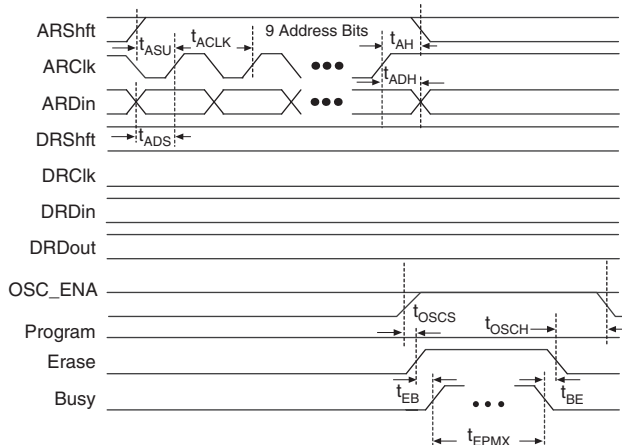 ARShft
9 Address Bits
tASU
tACLK
tAH
ARClk
tADH
ARDin
DRShft
tADS
DRClk
DRDin
DRDout
OSC_ENA
tOSCS
tOSCH
Program
Erase
tEB
tBE
Busy
tEPMX